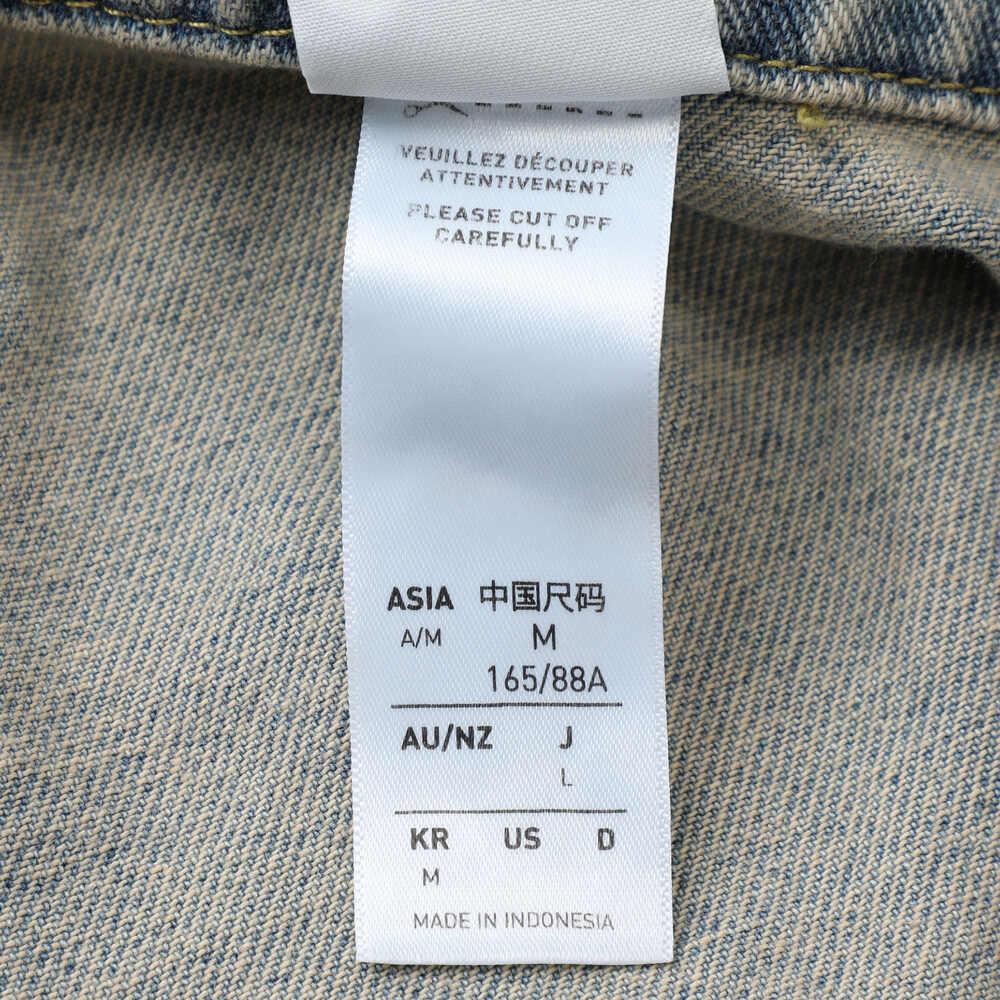 VEUILLEZ DÉCOUPER
ATTENTIVEMENT
PLEASE CUT OFF
CAREFULLY
ASIA 中国尺码
A/M M
165/88A
AU/NZ J
L
KR US D
M
MADE IN INDONESIA